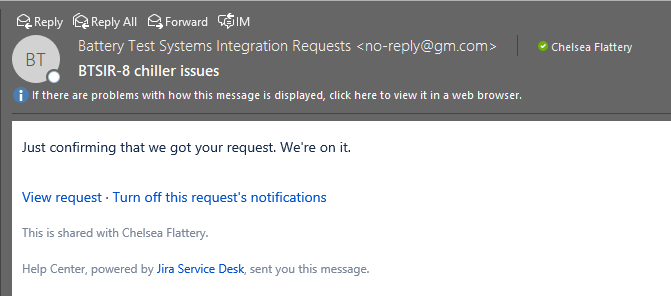 Reply Reply All Forward IM
BT Battery Test Systems Integration Requests <no-reply@gm.com> Chelsea Flattery
BTSIR-8 chiller issues
If there are problems with how this message is displayed, click here to view it in a web browser.
Just confirming that we got your request. We're on it.
View request · Turn off this request's notifications
This is shared with Chelsea Flattery.
Help Center, powered by Jira Service Desk, sent you this message.